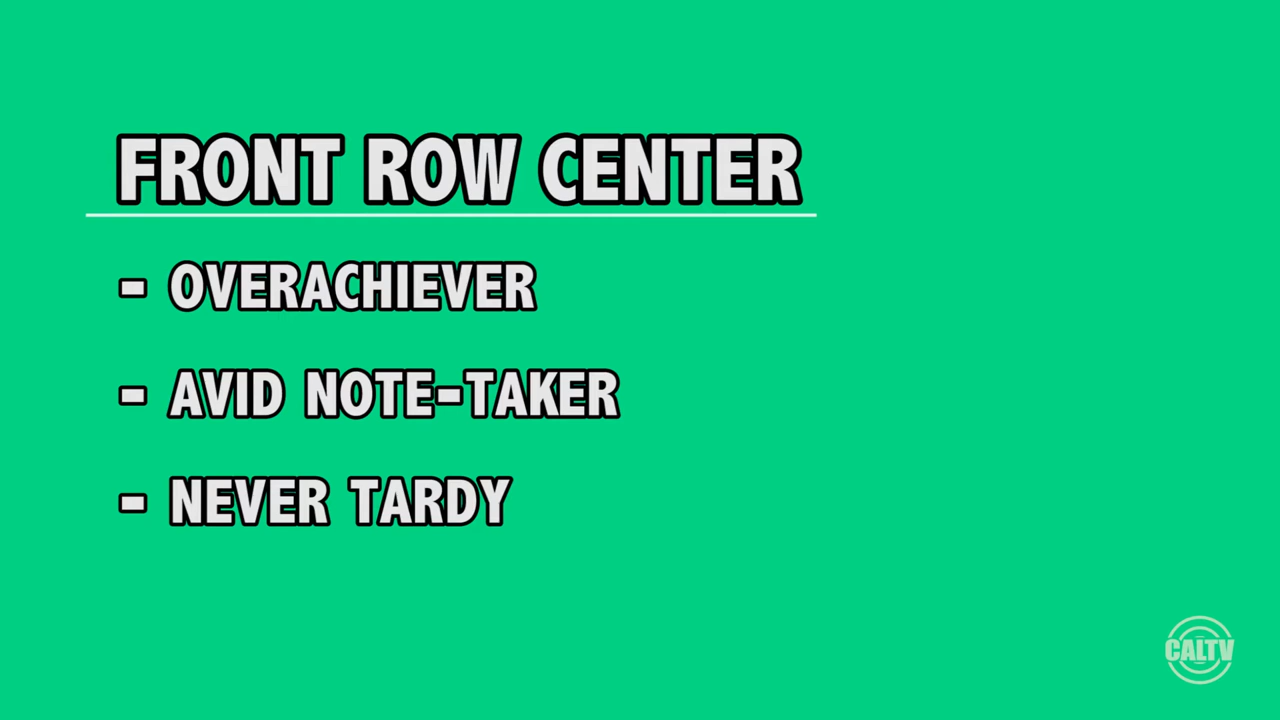 FRONT ROW CENTER
- OVERACHIEVER
- AVID NOTE-TAKER
- NEVER TARDY
CALTV